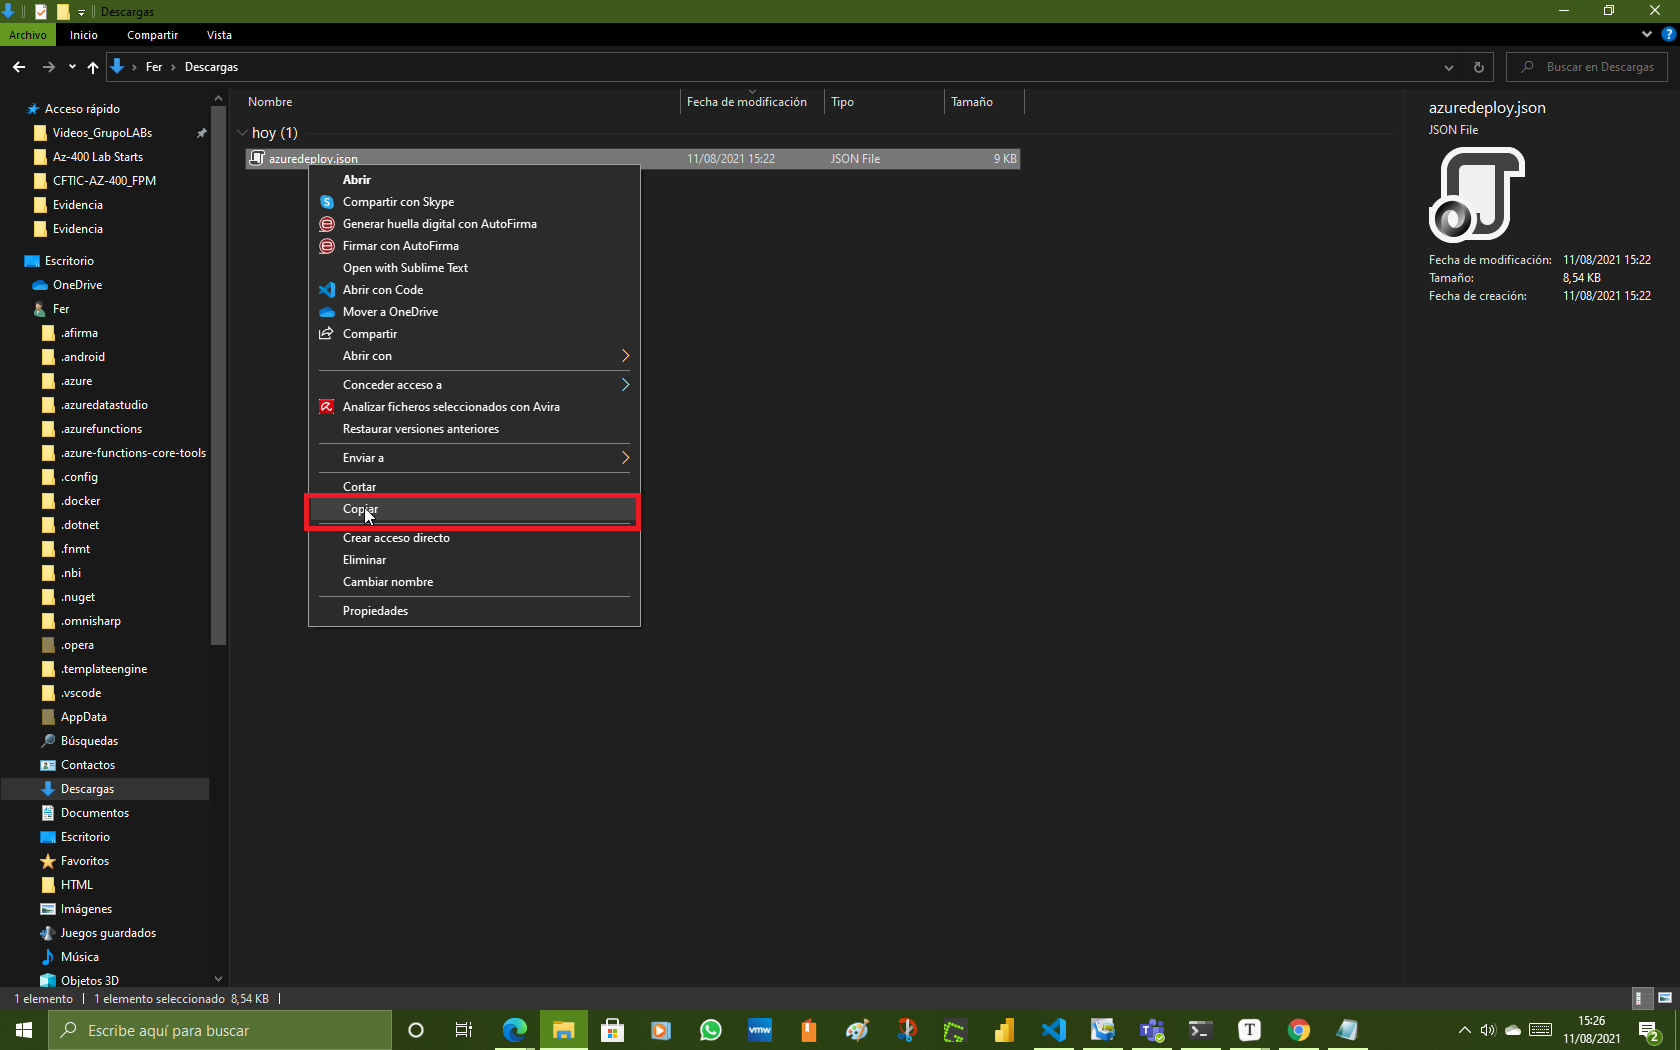 Descargas
Archivo Inicio Compartir Vista
Fer Descargas
Buscar en Descargas
Acceso rápido
Videos_GrupoLABs
Az-400 Lab Starts
CFTIC-AZ-400_FPM
Evidencia
Evidencia
Escritorio
OneDrive
Fer
.afirma
.android
.azure
.azuredatastudio
.azurefunctions
.azure-functions-core-tools
.config
.docker
.dotnet
.fnmt
.nbi
.nuget
.omnisharp
.opera
.templateengine
.vscode
AppData
Búsquedas
Contactos
Descargas
Documentos
Escritorio
Favoritos
HTML
Imágenes
Juegos guardados
Música
Objetos 3D
Nombre Fecha de modificación Tipo Tamaño
hoy (1)
azuredeploy.json 11/08/2021 15:22 JSON File 9 KB
Abrir
Compartir con Skype
Generar huella digital con AutoFirma
Firmar con AutoFirma
Open with Sublime Text
Abrir con Code
Mover a OneDrive
Compartir
Abrir con
Conceder acceso a
Analizar ficheros seleccionados con Avira
Restaurar versiones anteriores
Enviar a
Cortar
Copiar
Crear acceso directo
Eliminar
Cambiar nombre
Propiedades
azuredeploy.json
JSON File
Fecha de modificación: 11/08/2021 15:22
Tamaño: 8,54 KB
Fecha de creación: 11/08/2021 15:22
1 elemento 1 elemento seleccionado 8,54 KB
Escribe aquí para buscar
vmw
T
15:26
11/08/2021
2